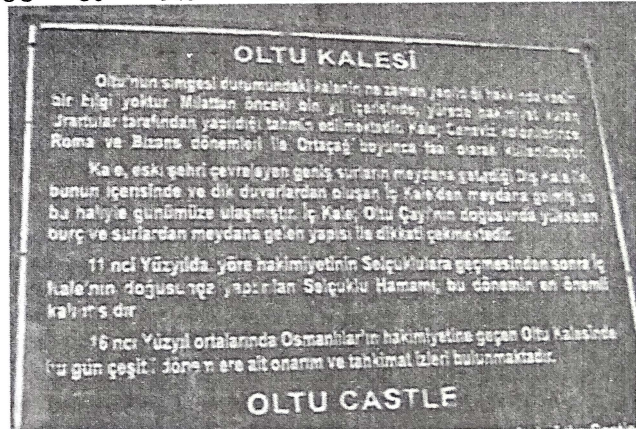 OLTU KALESİ
Oltu'nun simgesi durumundaki kalenin ne zaman yapıldığı hakkında kesin
bir bilgi yoktur Milattan önceki bin yıl içerisinde, yörede hakimiyet kuran
Urartular tarafından yapıldığı tahmin edilmektedir. Kale, Ceneviz
Roma ve Bizans dönemleri ile Ortaçağ boyunca faal olarak kullanılmıştır.
Kale, eski şehri çevreleyen geniş surların meydana getirdiği Dış Kale ile
bunun içerisinde ve dik duvarlardan oluşan İç Kale'den meydana gelmiş ve
bu haliyle günümüze ulaşmıştır. İç Kale; Oltu Çayı'nın doğusunda yükselen
burç ve surlardan meydana gelen yapısı ile dikkati çekmektedir.
11 nci Yüzyılda, yöre hakimiyetinin Selçuklulara geçmesinden sonra İç
Kale'nin doğusunda yaptırılan Selçuklu Hamamı, bu dönemin en önemli
kalıntısıdır
16 ncı Yüzyıl ortalarında Osmanlılar'ın hakimiyetine geçen Oltu Kalesinde
bu gün çeşitli dönemlere ait onarım ve tahkimat izleri bulunmaktadır.
OLTU CASTLE